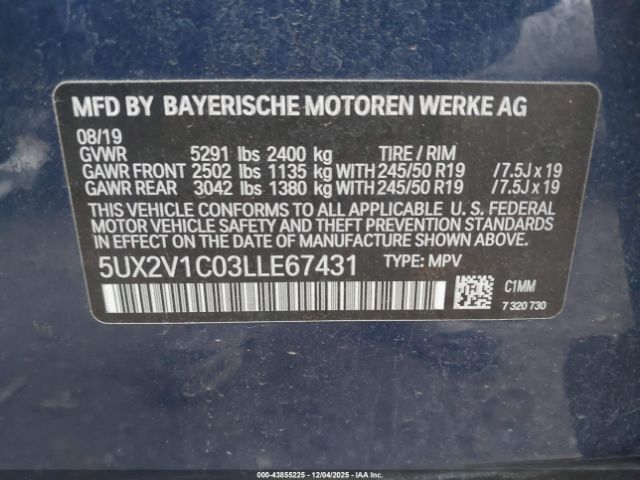 MFD BY BAYERISCHE MOTOREN WERKE AG
08/19
GVWR 5291 lbs 2400 kg TIRE / RIM
GAWR FRONT 2502 lbs 1135 kg WITH 245/50 R19 /7.5J x 19
GAWR REAR 3042 lbs 1380 kg WITH 245/50 R19 /7.5J x 19
THIS VEHICLE CONFORMS TO ALL APPLICABLE U. S. FEDERAL
MOTOR VEHICLE SAFETY AND THEFT PREVENTION STANDARDS
IN EFFECT ON THE DATE OF MANUFACTURE SHOWN ABOVE.
5UX2V1C03LLE67431 TYPE: MPV
C1MM
7 320 730
000-43855225 - 12/04/2025 - IAAI.COM